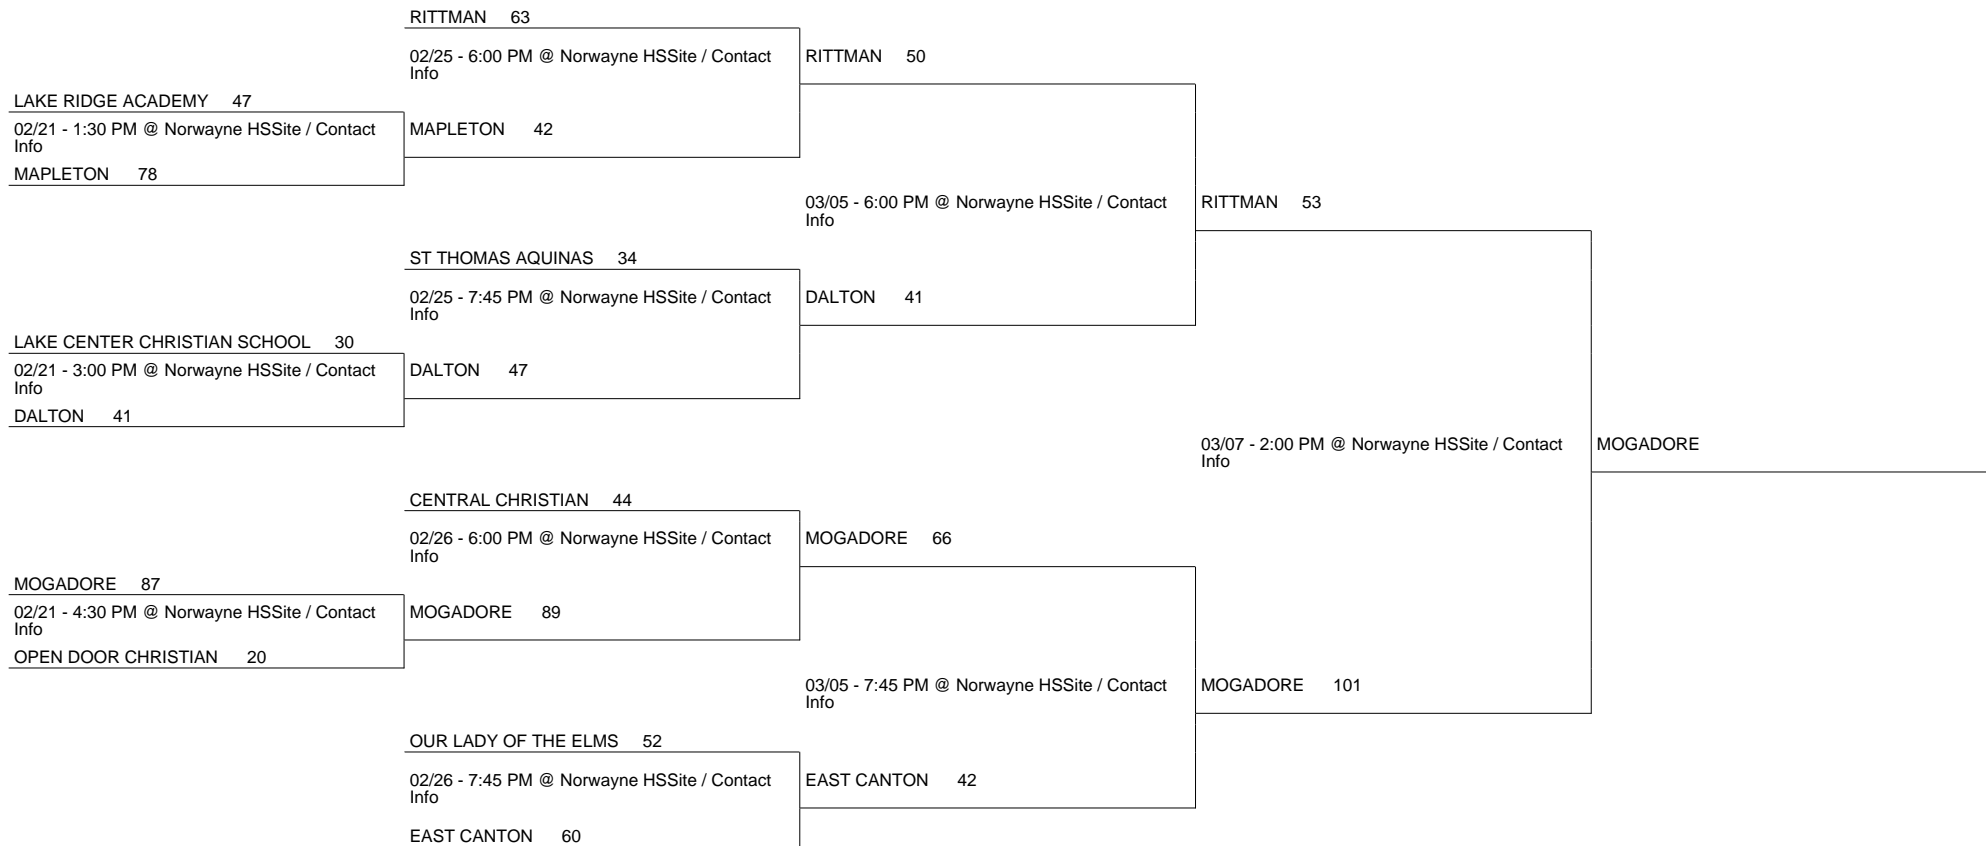 RITTMAN 63
02/25 - 6:00 PM @ Norwayne HSSite / Contact
Info
RITTMAN 50
LAKE RIDGE ACADEMY 47
02/21 - 1:30 PM @ Norwayne HSSite / Contact
Info
MAPLETON 42
MAPLETON 78
03/05 - 6:00 PM @ Norwayne HSSite / Contact
Info
RITTMAN 53
ST THOMAS AQUINAS 34
02/25 - 7:45 PM @ Norwayne HSSite / Contact
Info
DALTON 41
LAKE CENTER CHRISTIAN SCHOOL 30
02/21 - 3:00 PM @ Norwayne HSSite / Contact
Info
DALTON 47
DALTON 41
03/07 - 2:00 PM @ Norwayne HSSite / Contact
Info
MOGADORE
CENTRAL CHRISTIAN 44
02/26 - 6:00 PM @ Norwayne HSSite / Contact
Info
MOGADORE 66
MOGADORE 87
02/21 - 4:30 PM @ Norwayne HSSite / Contact
Info
MOGADORE 89
OPEN DOOR CHRISTIAN 20
03/05 - 7:45 PM @ Norwayne HSSite / Contact
Info
MOGADORE 101
OUR LADY OF THE ELMS 52
02/26 - 7:45 PM @ Norwayne HSSite / Contact
Info
EAST CANTON 42
EAST CANTON 60